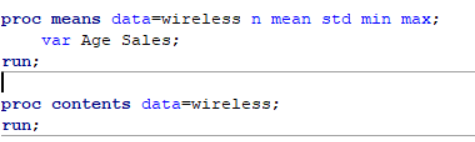 proc means data=wireless n mean std min max;
    var Age Sales;
run;
proc contents data=wireless;
run;